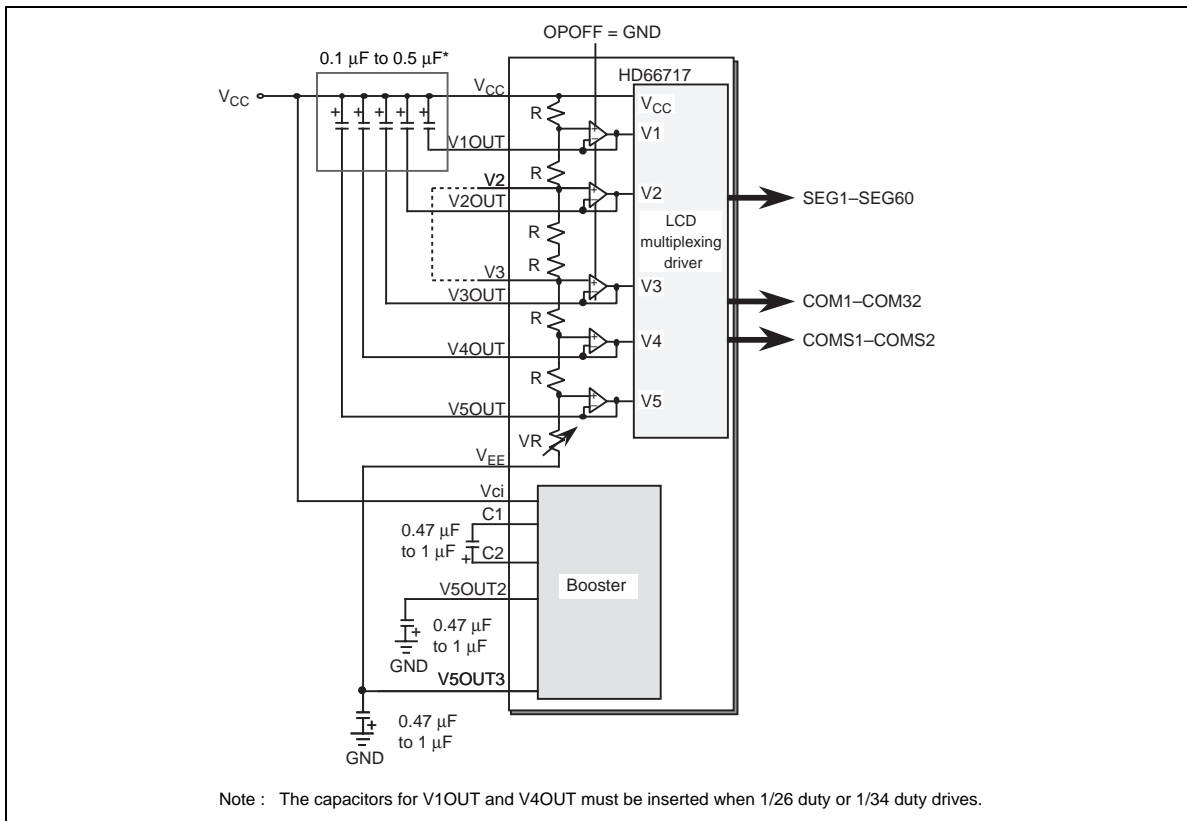 OPOFF = GND
0.1 μF to 0.5 μF*
HD66717
VCC
VCC
VCC
R
+ + + + +
+
−
V1
V1OUT
R
V2
+
−
V2
V2OUT
SEG1–SEG60
R
LCD
multiplexing
driver
R
V3
+
−
V3
V3OUT
COM1–COM32
R
V4OUT
+
−
V4
COMS1–COMS2
R
V5OUT
+
−
V5
VR
VEE
Vci
C1
0.47 μF
to 1 μF
+
C2
V5OUT2
Booster
+
0.47 μF
to 1 μF
GND
V5OUT3
+
0.47 μF
to 1 μF
GND
Note : The capacitors for V1OUT and V4OUT must be inserted when 1/26 duty or 1/34 duty drives.